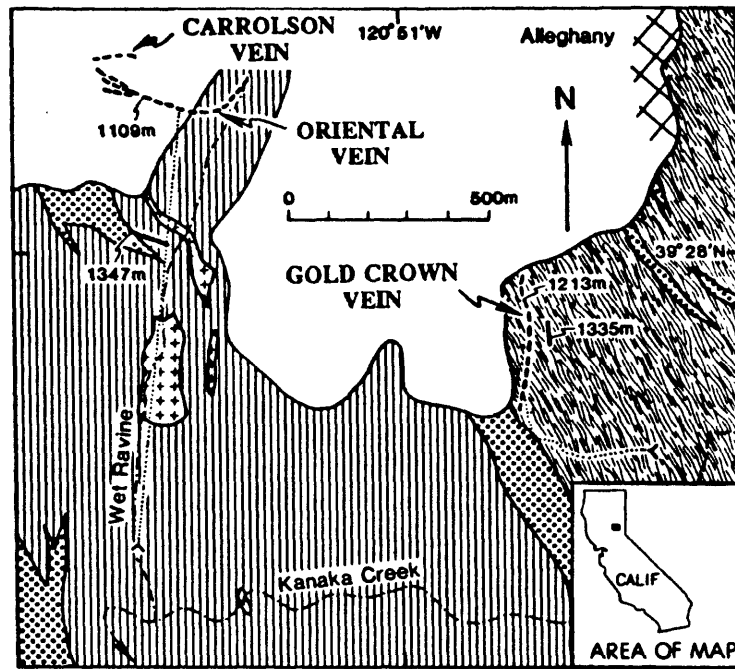 CARROLSON
VEIN
120°51'W
Alleghany
1109m
ORIENTAL
VEIN
N
0
500m
1347m
GOLD CROWN
VEIN
39°28'N
1213m
1335m
Wet Ravine
Kanaka Creek
CALIF
AREA OF MAP